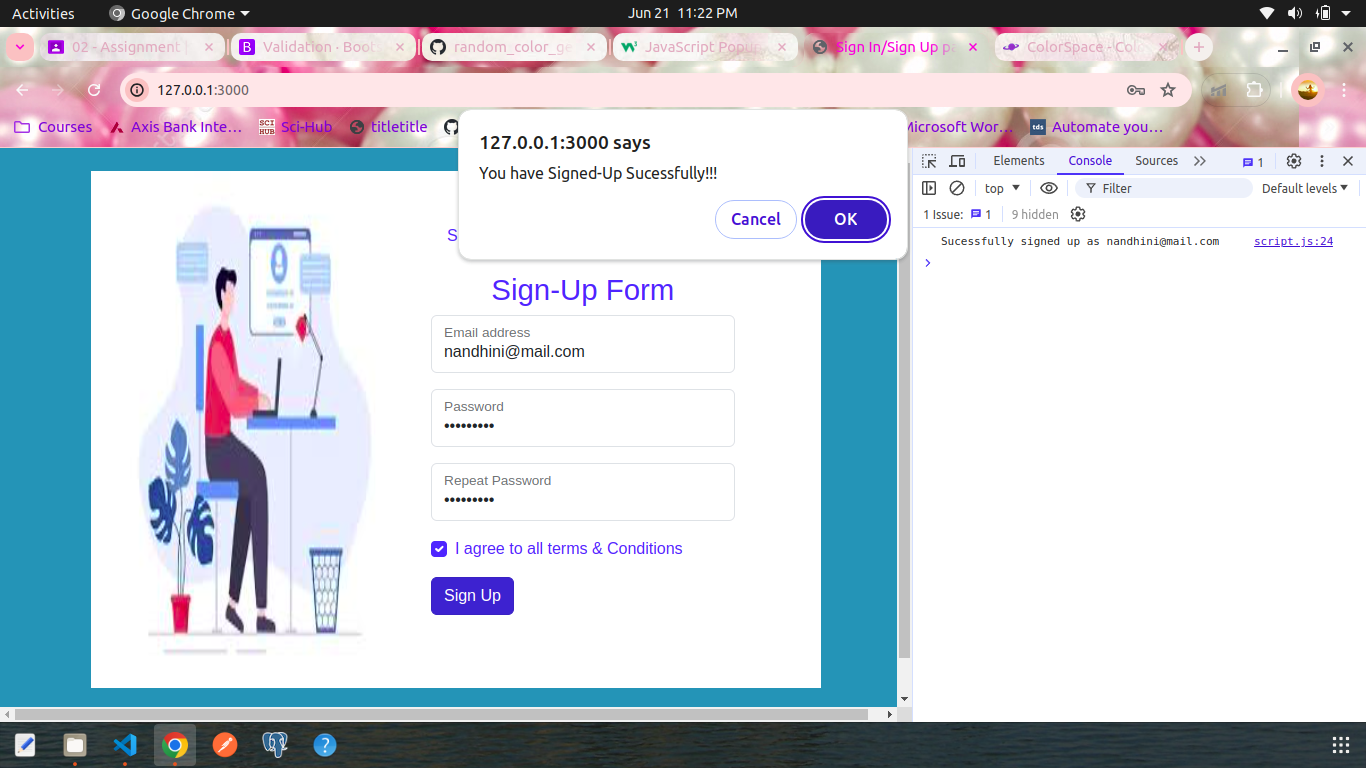 Activities
Google Chrome
Jun 21 11:22 PM
02 - Assignment
Validation - Boot
random_color_ge
JavaScript Popup
Sign In/Sign Up pa
ColorSpace - Colo
127.0.0.1:3000
Courses
Axis Bank Inte…
Sci-Hub
titletitle
Microsoft Wor…
Automate you…
127.0.0.1:3000 says
You have Signed-Up Sucessfully!!!
Cancel
OK
S
Sign-Up Form
Email address
nandhini@mail.com
Password
•••••••••
Repeat Password
•••••••••
I agree to all terms & Conditions
Sign Up
Elements
Console
Sources
1
top
Filter
Default levels
1 Issue:
1
9 hidden
Sucessfully signed up as nandhini@mail.com
script.js:24